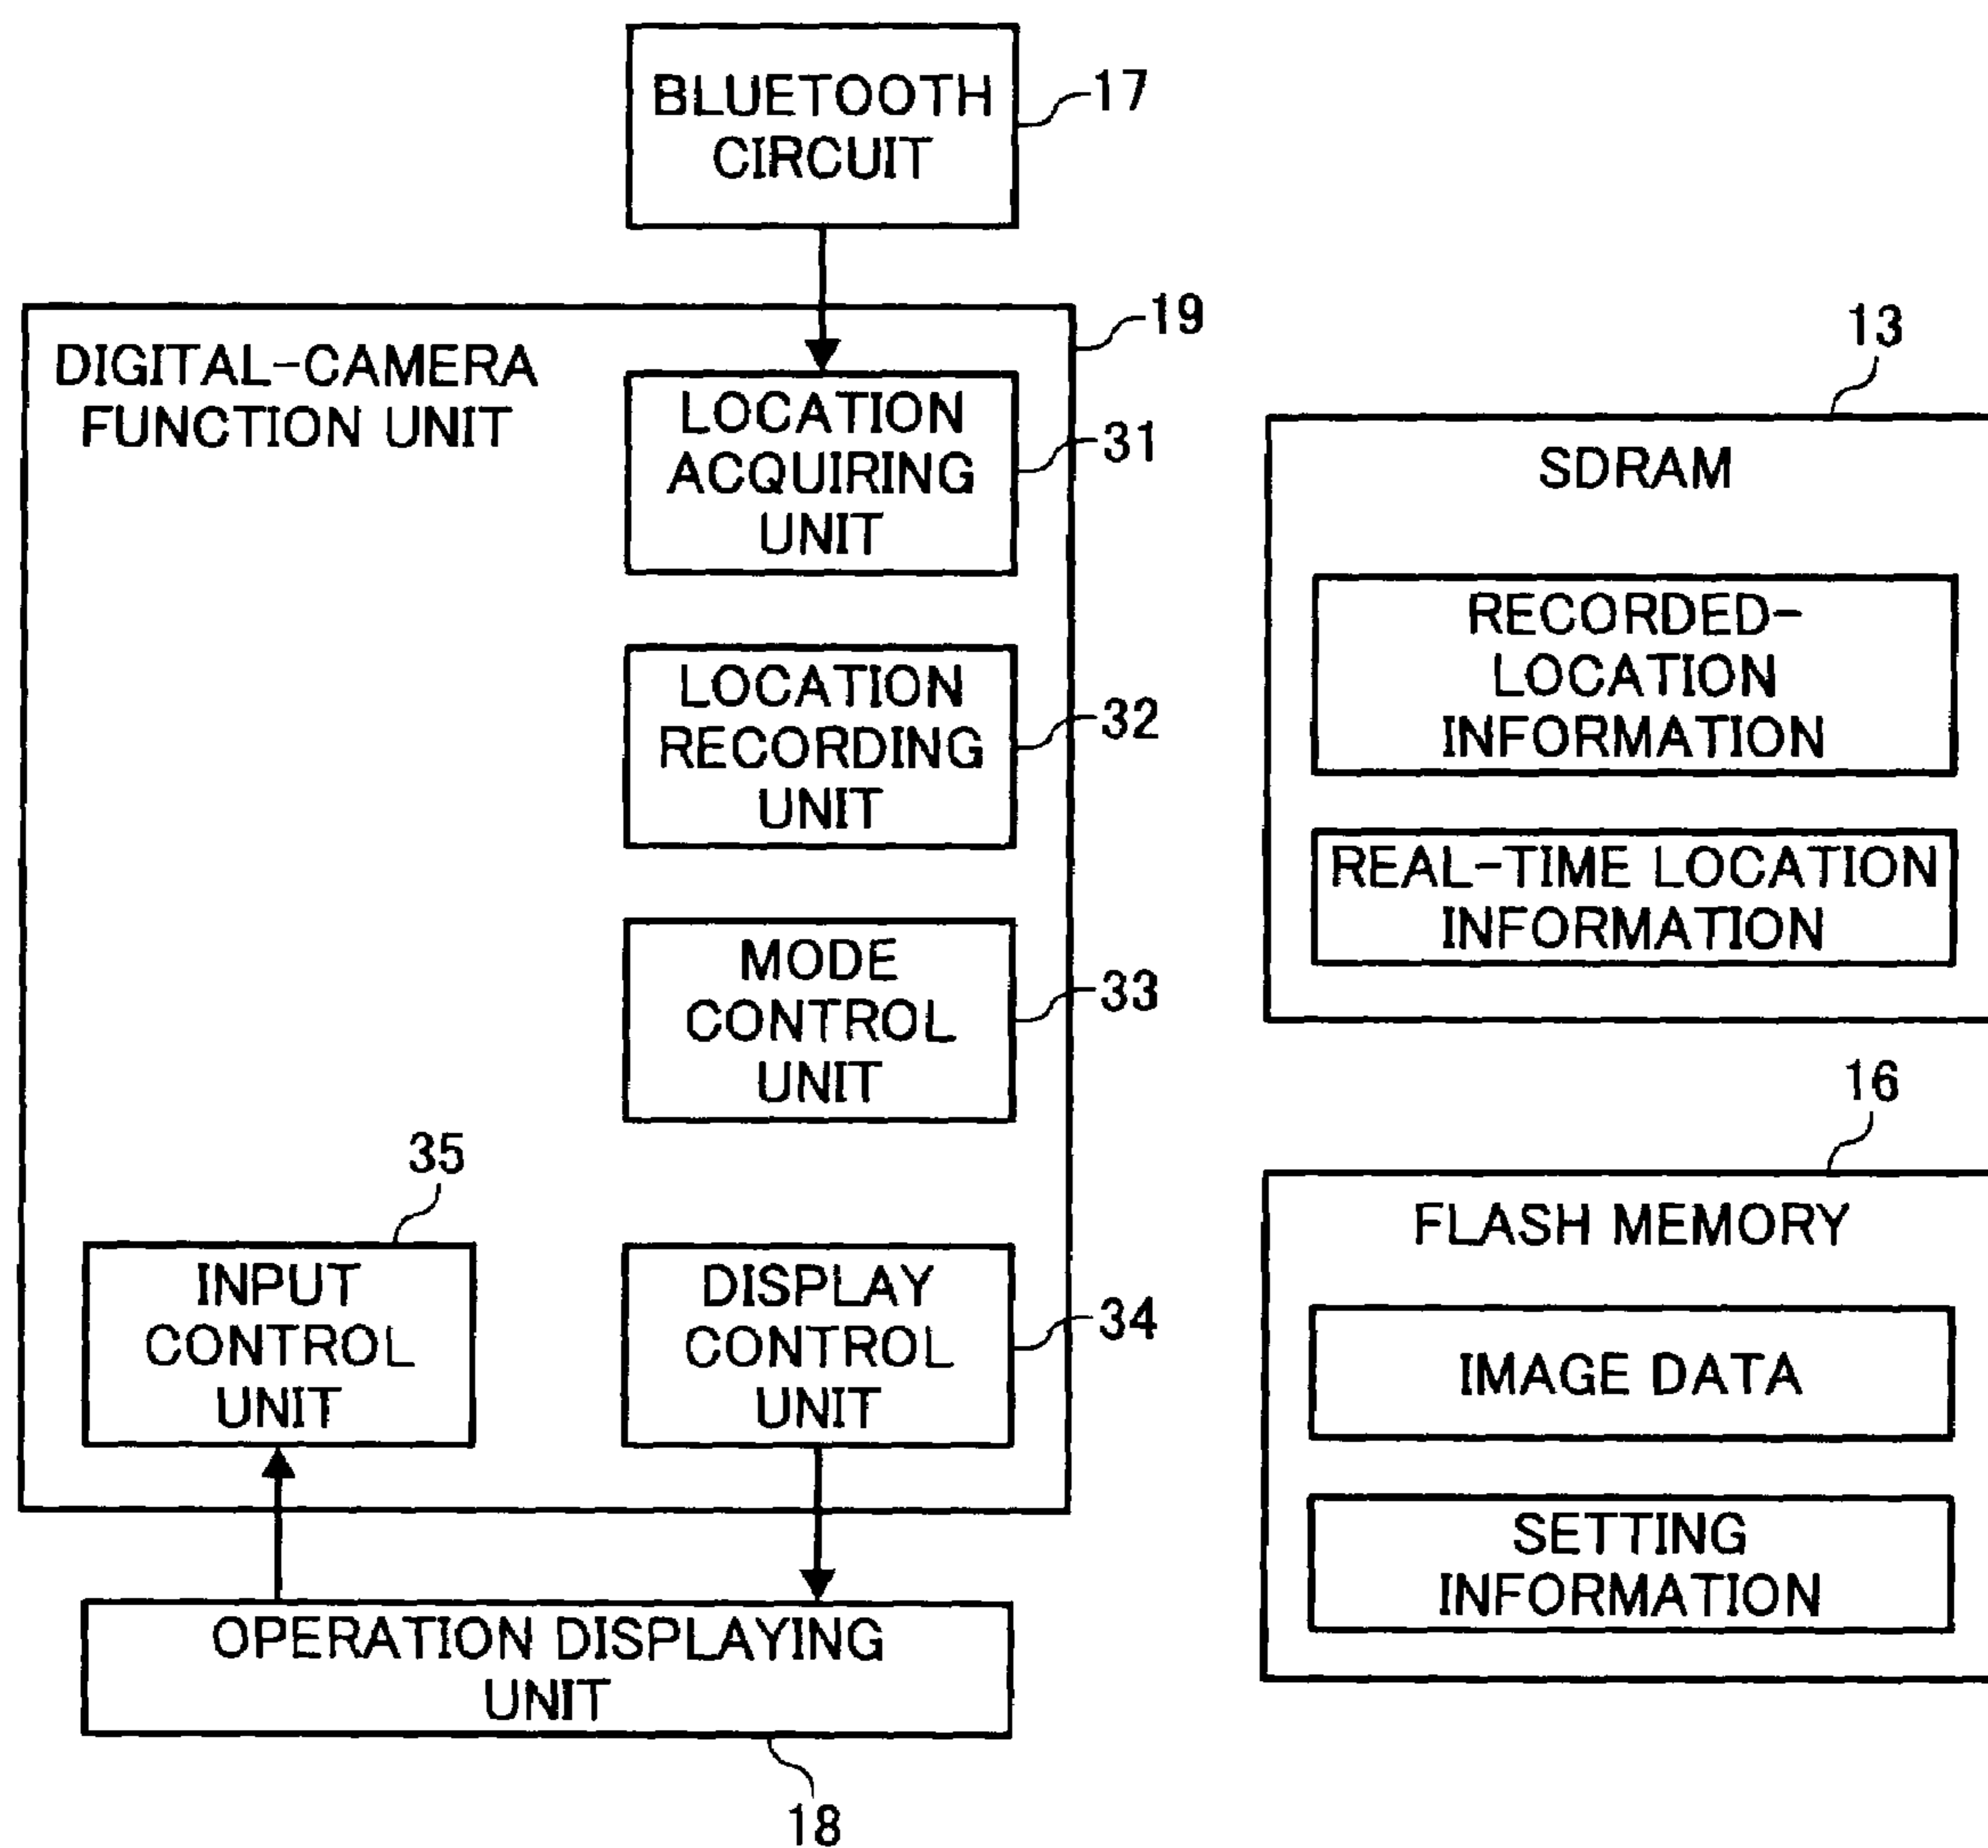 BLUETOOTH
CIRCUIT
17
19
DIGITAL-CAMERA
FUNCTION UNIT
LOCATION
ACQUIRING
UNIT
31
LOCATION
RECORDING
UNIT
32
MODE
CONTROL
UNIT
33
35
INPUT
CONTROL
UNIT
DISPLAY
CONTROL
UNIT
34
OPERATION DISPLAYING
UNIT
18
13
SDRAM
RECORDED-
LOCATION
INFORMATION
REAL-TIME LOCATION
INFORMATION
16
FLASH MEMORY
IMAGE DATA
SETTING
INFORMATION